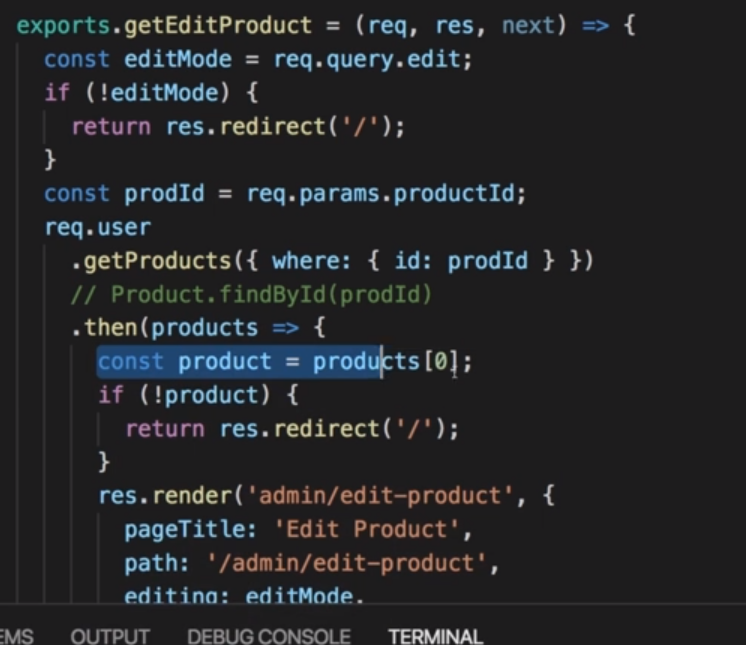 exports.getEditProduct = (req, res, next) => {
const editMode = req.query.edit;
if (!editMode) {
return res.redirect('/');
}
const prodId = req.params.productId;
req.user
.getProducts({ where: { id: prodId } })
// Product.findById(prodId)
.then(products => {
const product = products[0];
if (!product) {
return res.redirect('/');
}
res.render('admin/edit-product', {
pageTitle: 'Edit Product',
path: '/admin/edit-product',
editing: editMode,
EMS OUTPUT DEBUG CONSOLE TERMINAL